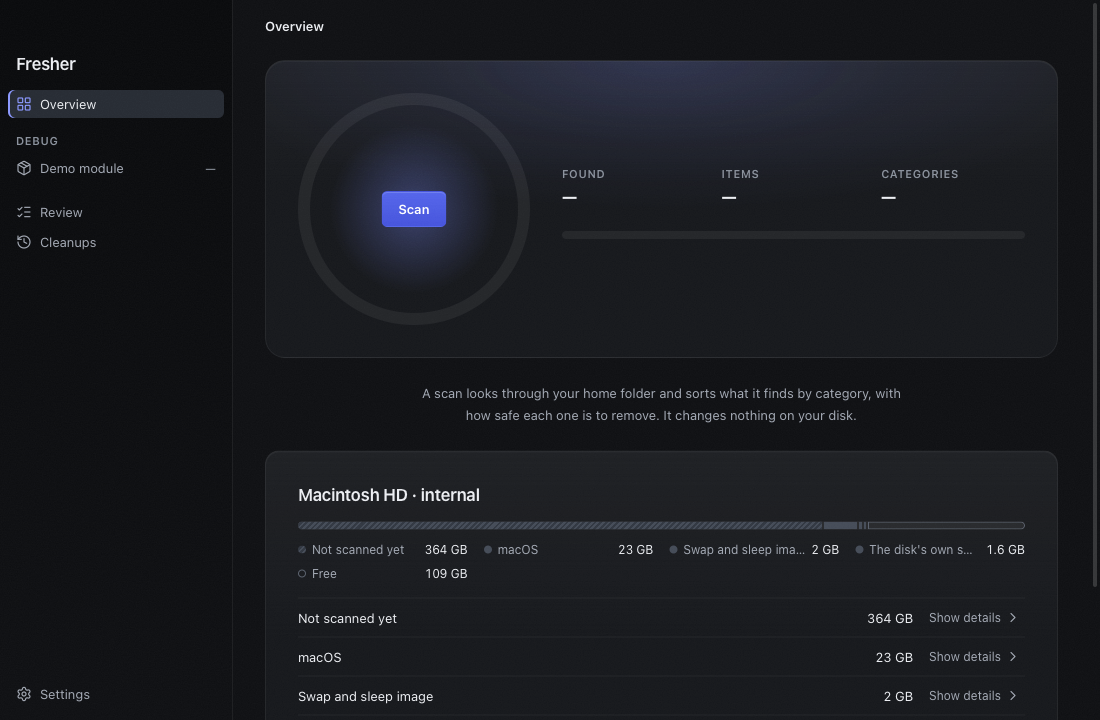 Overview
Fresher
Overview
DEBUG
Demo module —
Review
Cleanups
Settings
Scan
FOUND ITEMS CATEGORIES
— — —
A scan looks through your home folder and sorts what it finds by category, with
how safe each one is to remove. It changes nothing on your disk.
Macintosh HD · internal
Not scanned yet 364 GB macOS 23 GB Swap and sleep ima... 2 GB The disk's own s... 1.6 GB
Free 109 GB
Not scanned yet 364 GB Show details
macOS 23 GB Show details
Swap and sleep image 2 GB Show details